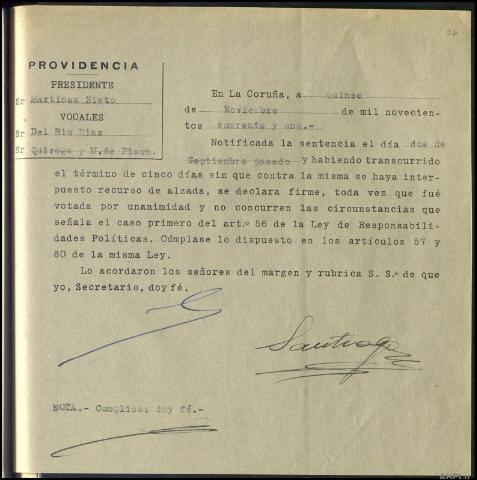 PROVIDENCIA
PRESIDENTE
Sr Martinez Nieto
VOCALES
Sr Del Rio Diaz
Sr Quiroga y M. de Pison.
En La Coruña, a quince
de Noviembre de mil novecien-
tos cuarenta y uno.-
Notificada la sentencia el día dos de
Septiembre pasado y habiendo transcurrido
el término de cinco días sin que contra la misma se haya inter-
puesto recurso de alzada, se declara firme, toda vez que fué
votada por unanimidad y no concurren las circunstancias que
señala el caso primero del art.º 56 de la Ley de Responsabili-
dades Políticas. Cúmplase lo dispuesto en los artículos 57 y
60 de la misma Ley.
Lo acordaron los señores del margen y rubrica S. S.ª de que
yo, Secretario, doy fé.
Santiago
NOTA.- Cumplido; doy fé.-